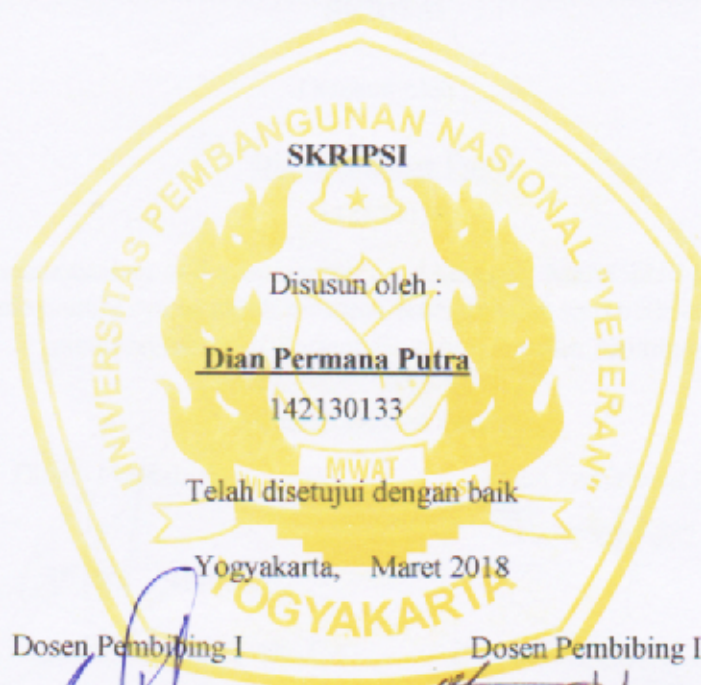 UNIVERSITAS PEMBANGUNAN NASIONAL "VETERAN"
SKRIPSI
Disusun oleh :
Dian Permana Putra
142130133
MWAT
Telah disetujui dengan baik
Yogyakarta, Maret 2018
YOGYAKARTA
Dosen Pembibing I Dosen Pembibing I